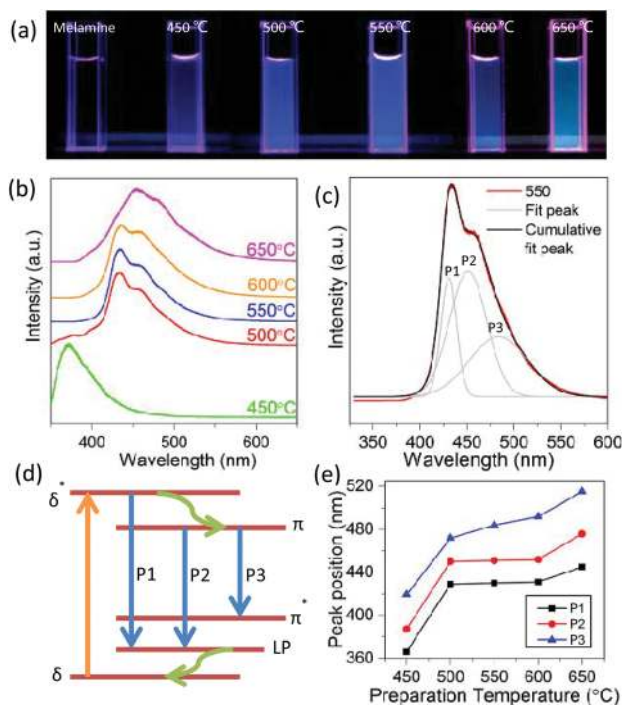 (a)
Melamine 450 ℃ 500 ℃ 550 ℃ 600 ℃ 650 ℃
(b)
Intensity (a.u.)
650°C
600°C
550°C
500°C
450°C
400 500 600
Wavelength (nm)
(c)
Intensity (a.u.)
550
Fit peak
Cumulative
fit peak
P1
P2
P3
350 400 450 500 550 600
Wavelength (nm)
(d)
δ*
π
P1 P2 P3
π*
LP
δ
(e)
Peak position (nm)
520
480
440
400
360
P1
P2
P3
450 500 550 600 650
Preparation Temperature (°C)